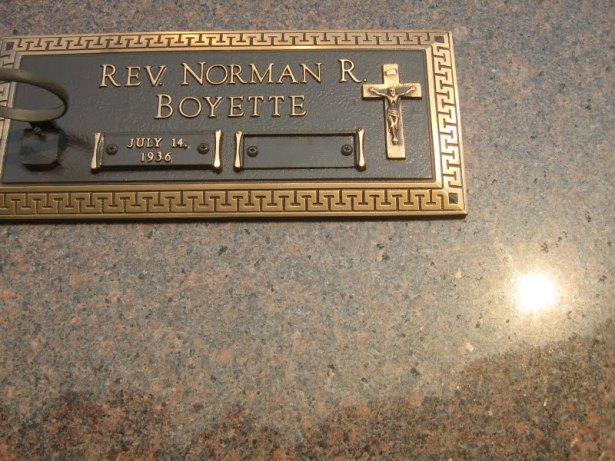 REV. NORMAN R.
BOYETTE
JULY 14,
1936